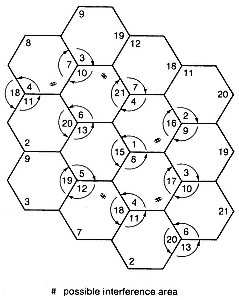 9
8 3 19 12
7 # 10
18 4 11 21 7 4 18 11
# 20
20 6 13 16 2 9
2 # 19
9 15 1 8
19 5 12 17 3 10
3 # # 21
18 4 11
7 20 6 13
2
# possible interference area